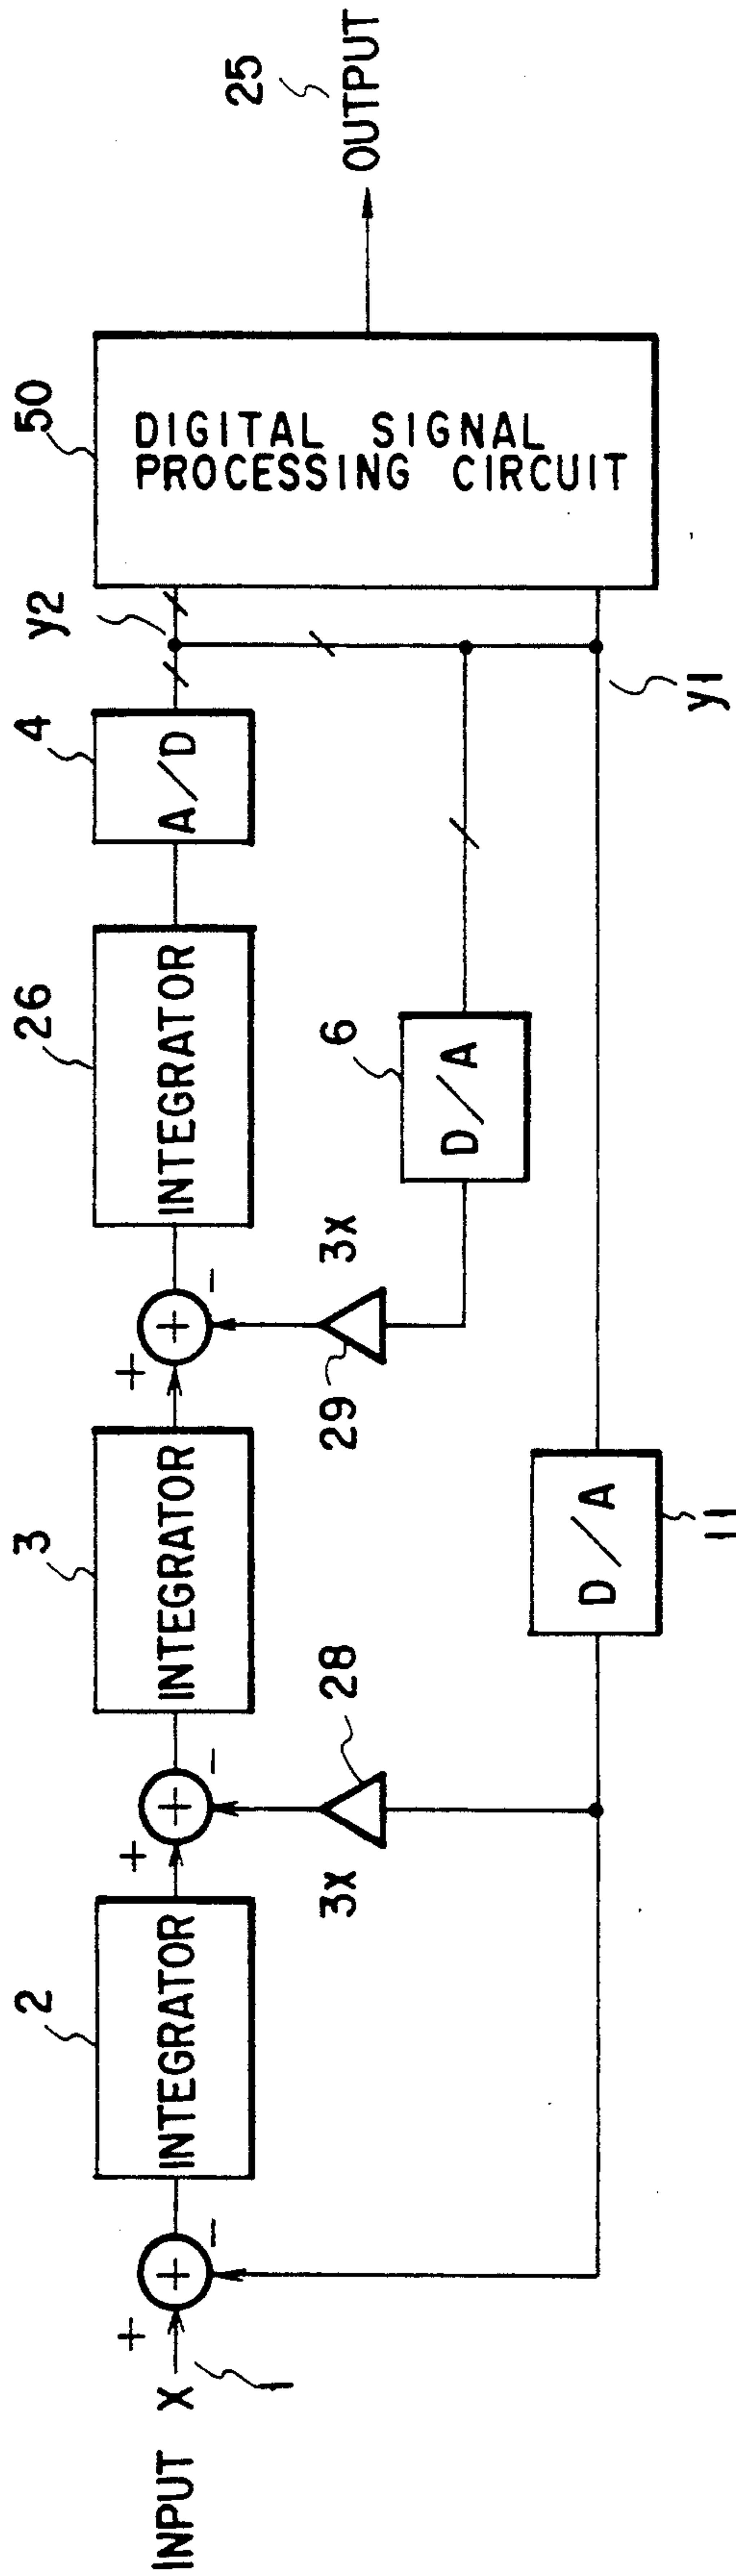 INPUT X
1
+
-
+
2
INTEGRATOR
+
-
+
3x
28
3
INTEGRATOR
+
-
+
29
3x
26
INTEGRATOR
4
A/D
6
D/A
11
D/A
y2
y1
50
DIGITAL SIGNAL
PROCESSING CIRCUIT
25
OUTPUT